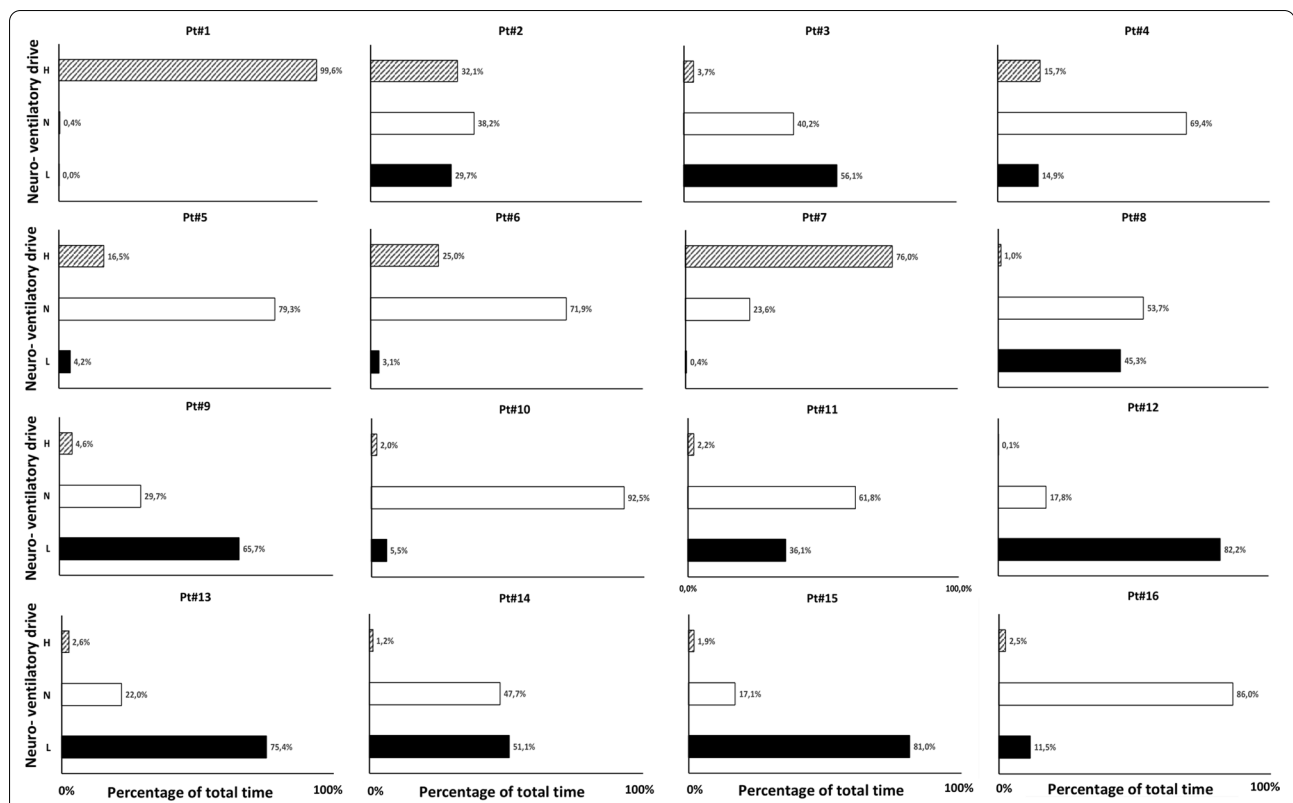 Pt#1 Pt#2 Pt#3 Pt#4
Neuro- ventilatory drive
H 99,6% 32,1% 3,7% 15,7%
N 0,4% 38,2% 40,2% 69,4%
L 0,0% 29,7% 56,1% 14,9%
Pt#5 Pt#6 Pt#7 Pt#8
Neuro- ventilatory drive
H 16,5% 25,0% 76,0% 1,0%
N 79,3% 71,9% 23,6% 53,7%
L 4,2% 3,1% 0,4% 45,3%
Pt#9 Pt#10 Pt#11 Pt#12
Neuro- ventilatory drive
H 4,6% 2,0% 2,2% 0,1%
N 29,7% 92,5% 61,8% 17,8%
L 65,7% 5,5% 36,1% 82,2%
0,0% 100,0%
Pt#13 Pt#14 Pt#15 Pt#16
Neuro- ventilatory drive
H 2,6% 1,2% 1,9% 2,5%
N 22,0% 47,7% 17,1% 86,0%
L 75,4% 51,1% 81,0% 11,5%
0% Percentage of total time 100% 0% Percentage of total time 100% 0% Percentage of total time 100% 0% Percentage of total time 100%